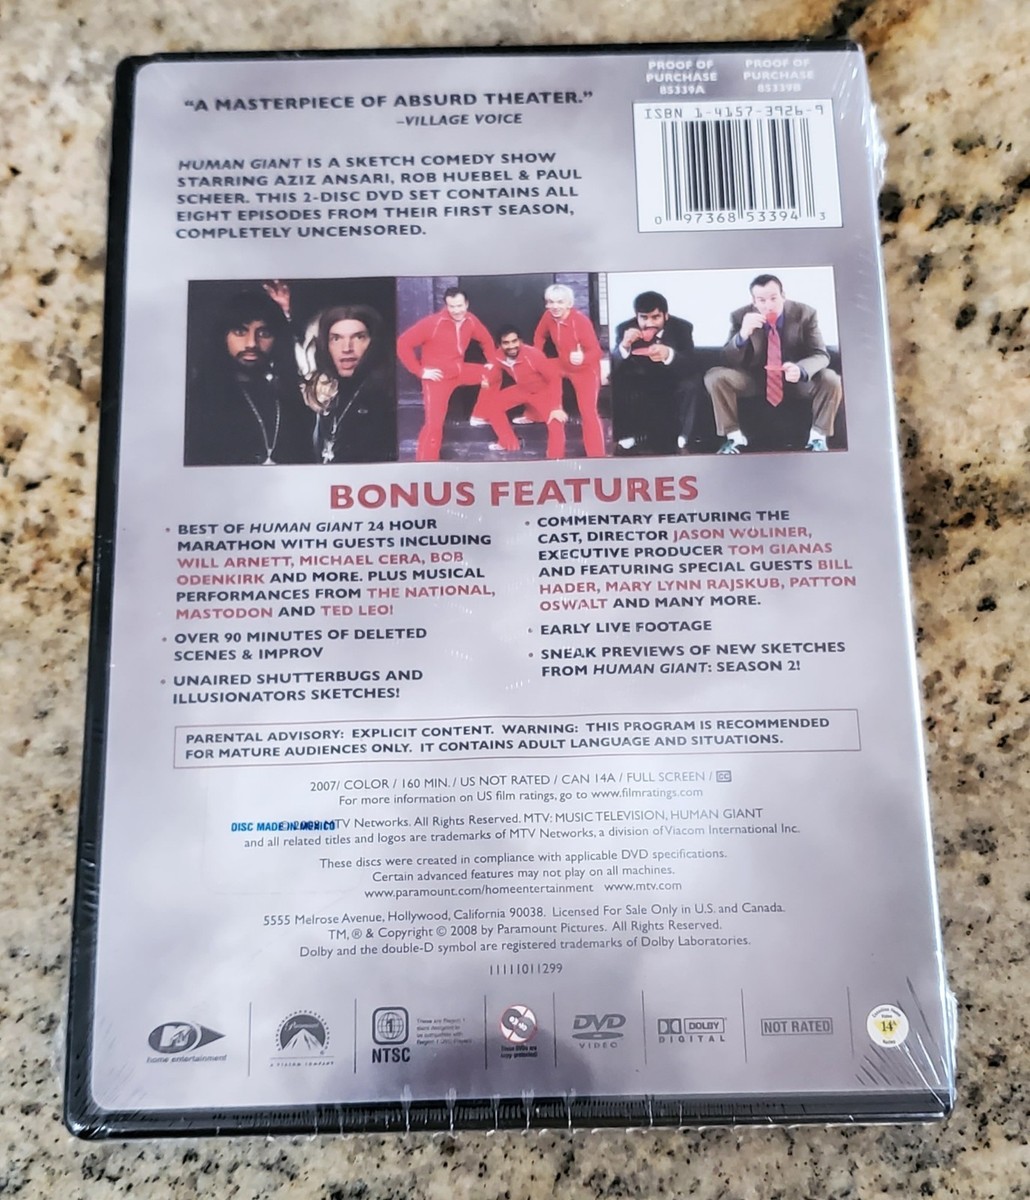 PROOF OF PURCHASE 85339A
PROOF OF PURCHASE 85339B
ISBN 1-4157-3926-9
0 97368 53394 3
"A MASTERPIECE OF ABSURD THEATER."
–VILLAGE VOICE
HUMAN GIANT IS A SKETCH COMEDY SHOW
STARRING AZIZ ANSARI, ROB HUEBEL & PAUL
SCHEER. THIS 2-DISC DVD SET CONTAINS ALL
EIGHT EPISODES FROM THEIR FIRST SEASON,
COMPLETELY UNCENSORED.
BONUS FEATURES
• BEST OF HUMAN GIANT 24 HOUR
MARATHON WITH GUESTS INCLUDING
WILL ARNETT, MICHAEL CERA, BOB
ODENKIRK AND MORE. PLUS MUSICAL
PERFORMANCES FROM THE NATIONAL,
MASTODON AND TED LEO!
• OVER 90 MINUTES OF DELETED
SCENES & IMPROV
• UNAIRED SHUTTERBUGS AND
ILLUSIONATORS SKETCHES!
• COMMENTARY FEATURING THE
CAST, DIRECTOR JASON WOLINER,
EXECUTIVE PRODUCER TOM GIANAS
AND FEATURING SPECIAL GUESTS BILL
HADER, MARY LYNN RAJSKUB, PATTON
OSWALT AND MANY MORE.
• EARLY LIVE FOOTAGE
• SNEAK PREVIEWS OF NEW SKETCHES
FROM HUMAN GIANT: SEASON 2!
PARENTAL ADVISORY: EXPLICIT CONTENT. WARNING: THIS PROGRAM IS RECOMMENDED
FOR MATURE AUDIENCES ONLY. IT CONTAINS ADULT LANGUAGE AND SITUATIONS.
2007/ COLOR / 160 MIN. / US NOT RATED / CAN 14A / FULL SCREEN / CC
For more information on US film ratings, go to www.filmratings.com
DISC MADE IN MEXICO
© 2008 MTV Networks. All Rights Reserved. MTV: MUSIC TELEVISION, HUMAN GIANT
and all related titles and logos are trademarks of MTV Networks, a division of Viacom International Inc.
These discs were created in compliance with applicable DVD specifications.
Certain advanced features may not play on all machines.
www.paramount.com/homeentertainment www.mtv.com
5555 Melrose Avenue, Hollywood, California 90038. Licensed For Sale Only in U.S. and Canada.
TM, ® & Copyright © 2008 by Paramount Pictures. All Rights Reserved.
Dolby and the double-D symbol are registered trademarks of Dolby Laboratories.
11111011299
MTV
home entertainment
Paramount
A VIACOM COMPANY
1
NTSC
DVD
VIDEO
DOLBY
DIGITAL
NOT RATED
14A